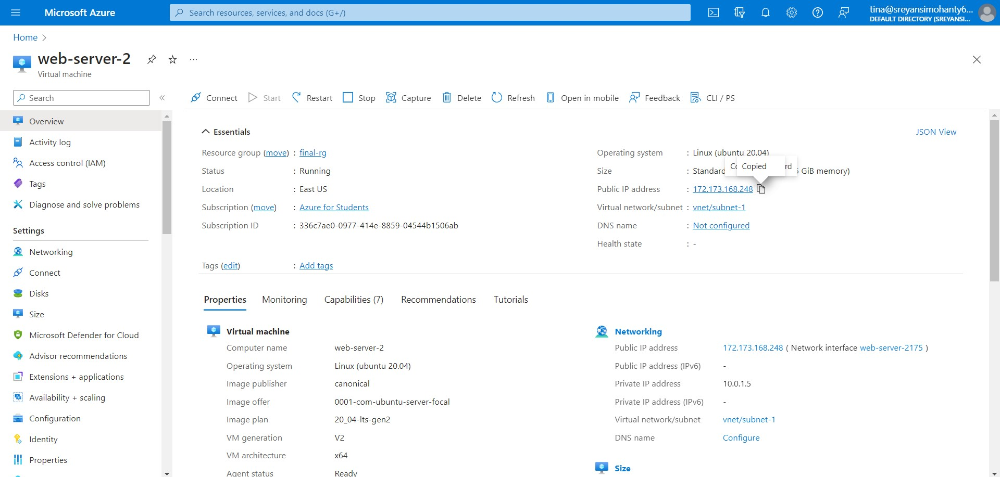 Microsoft Azure
Search resources, services, and docs (G+/)
tina@sreyansimohanty6...
DEFAULT DIRECTORY (SREYANSI...
Home
web-server-2
Virtual machine
Search
Connect Start Restart Stop Capture Delete Refresh Open in mobile Feedback CLI / PS
Overview
Activity log
Access control (IAM)
Tags
Diagnose and solve problems
Settings
Networking
Connect
Disks
Size
Microsoft Defender for Cloud
Advisor recommendations
Extensions + applications
Availability + scaling
Configuration
Identity
Properties
Essentials
JSON View
Resource group (move) : final-rg
Status : Running
Location : East US
Subscription (move) : Azure for Students
Subscription ID : 336c7ae0-0977-414e-8859-04544b1506ab
Operating system : Linux (ubuntu 20.04)
Copied
Size : Standard GiB memory)
Public IP address : 172.173.168.248
Virtual network/subnet : vnet/subnet-1
DNS name : Not configured
Health state : -
Tags (edit) : Add tags
Properties Monitoring Capabilities (7) Recommendations Tutorials
Virtual machine
Computer name web-server-2
Operating system Linux (ubuntu 20.04)
Image publisher canonical
Image offer 0001-com-ubuntu-server-focal
Image plan 20_04-lts-gen2
VM generation V2
VM architecture x64
Agent status Ready
Networking
Public IP address 172.173.168.248 ( Network interface web-server-2175 )
Public IP address (IPv6) -
Private IP address 10.0.1.5
Private IP address (IPv6) -
Virtual network/subnet vnet/subnet-1
DNS name Configure
Size